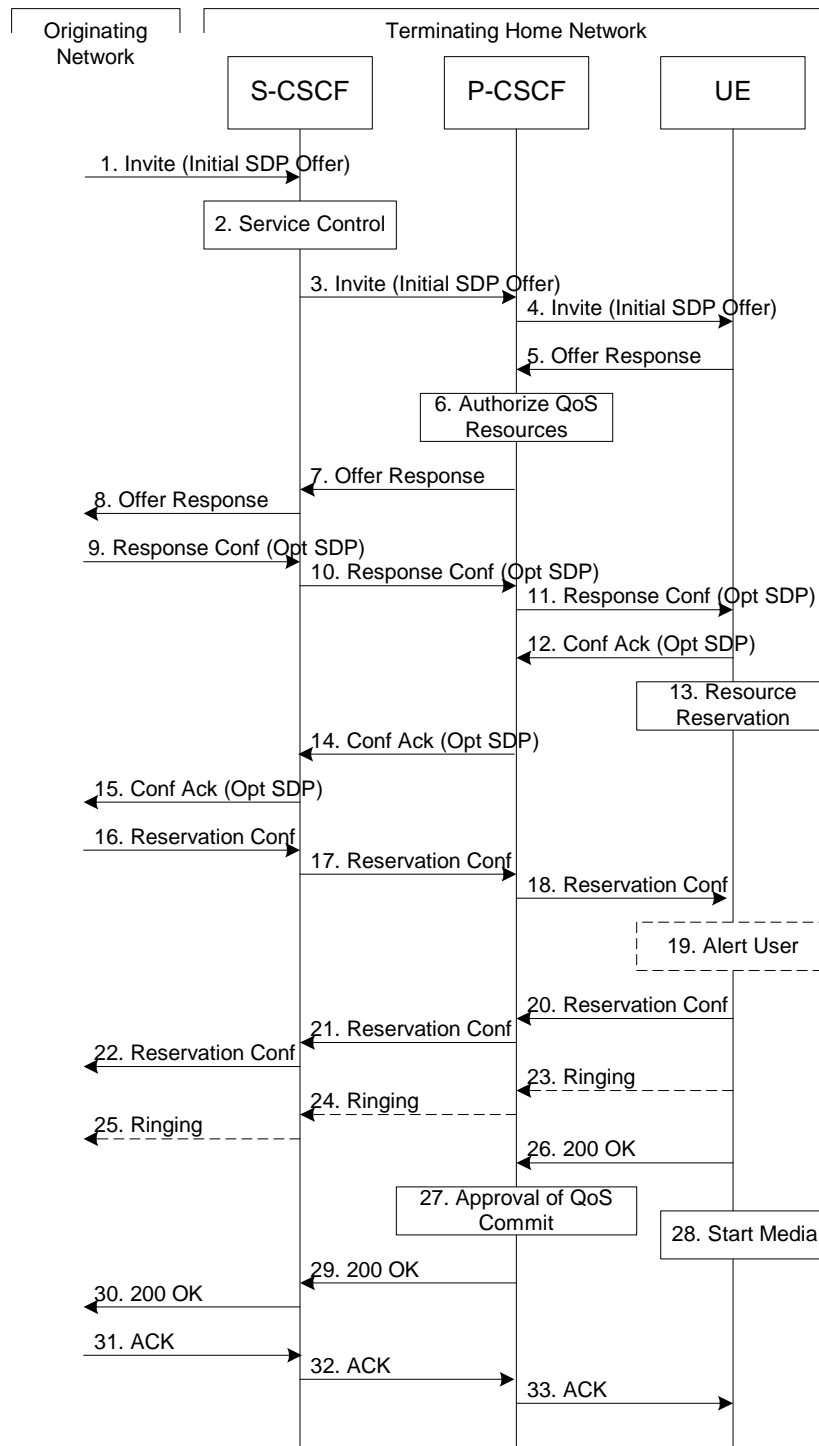 Originating
Network
Terminating Home Network
S-CSCF
P-CSCF
UE
1. Invite (Initial SDP Offer)
2. Service Control
3. Invite (Initial SDP Offer)
4. Invite (Initial SDP Offer)
5. Offer Response
6. Authorize QoS
Resources
7. Offer Response
8. Offer Response
9. Response Conf (Opt SDP)
10. Response Conf (Opt SDP)
11. Response Conf (Opt SDP)
12. Conf Ack (Opt SDP)
13. Resource
Reservation
14. Conf Ack (Opt SDP)
15. Conf Ack (Opt SDP)
16. Reservation Conf
17. Reservation Conf
18. Reservation Conf
19. Alert User
20. Reservation Conf
21. Reservation Conf
22. Reservation Conf
23. Ringing
24. Ringing
25. Ringing
26. 200 OK
27. Approval of QoS
Commit
28. Start Media
29. 200 OK
30. 200 OK
31. ACK
32. ACK
33. ACK